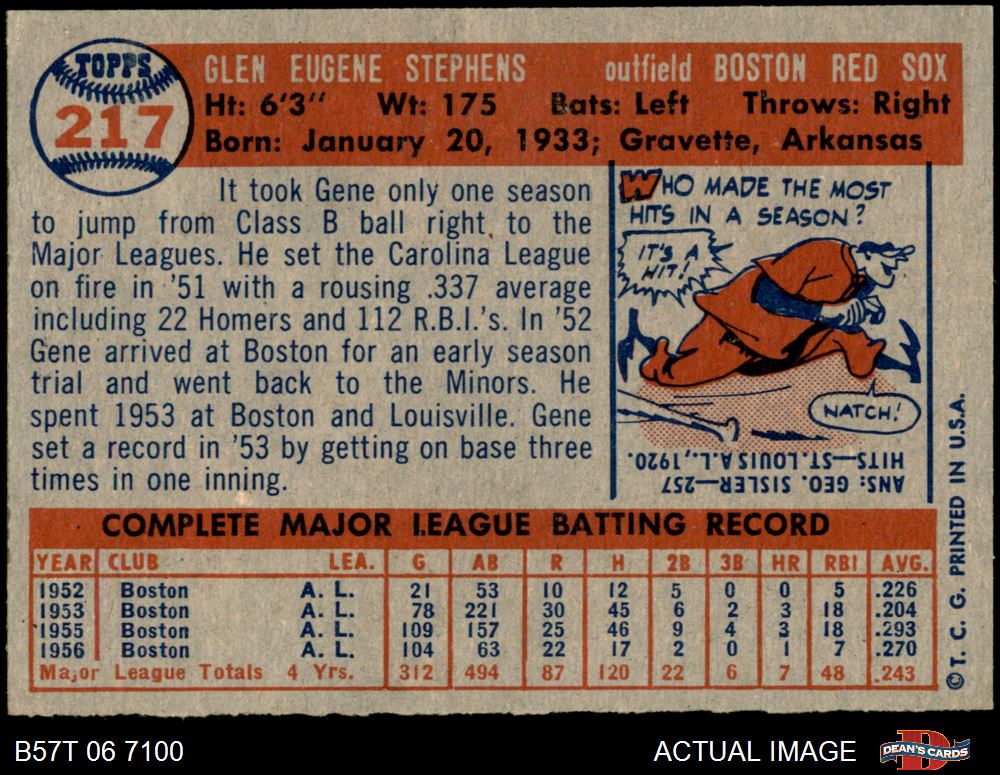 TOPPS
217
GLEN EUGENE STEPHENS outfield BOSTON RED SOX
Ht: 6'3" Wt: 175 Bats: Left Throws: Right
Born: January 20, 1933; Gravette, Arkansas
It took Gene only one season
to jump from Class B ball right to the
Major Leagues. He set the Carolina League
on fire in '51 with a rousing .337 average
including 22 Homers and 112 R.B.I.'s. In '52
Gene arrived at Boston for an early season
trial and went back to the Minors. He
spent 1953 at Boston and Louisville. Gene
set a record in '53 by getting on base three
times in one inning.
WHO MADE THE MOST
HITS IN A SEASON?
IT'S A
HIT!
NATCH!
ANS: GEO. SISLER—257
HITS—ST. LOUIS A.L., 1920.
COMPLETE MAJOR LEAGUE BATTING RECORD
YEAR CLUB LEA. G AB R H 2B 3B HR RBI AVG.
1952 Boston A. L. 21 53 10 12 5 0 0 5 .226
1953 Boston A. L. 78 221 30 45 6 2 3 18 .204
1955 Boston A. L. 109 157 25 46 9 4 3 18 .293
1956 Boston A. L. 104 63 22 17 2 0 1 7 .270
Major League Totals 4 Yrs. 312 494 87 120 22 6 7 48 .243
© T. C. G. PRINTED IN U.S.A.
B57T 06 7100
ACTUAL IMAGE
DEAN'S CARDS